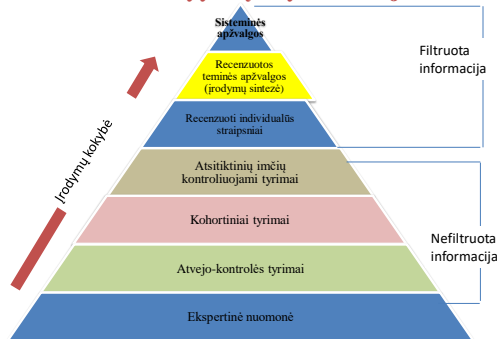 Sisteminės
apžvalgos
Recenzuotos
teminės apžvalgos
(įrodymų sintezė)
Recenzuoti individualūs
straipsniai
Atsitiktinių imčių
kontroliuojami tyrimai
Kohortiniai tyrimai
Atvejo-kontrolės tyrimai
Ekspertinė nuomonė
Įrodymų kokybė
Filtruota
informacija
Nefiltruota
informacija